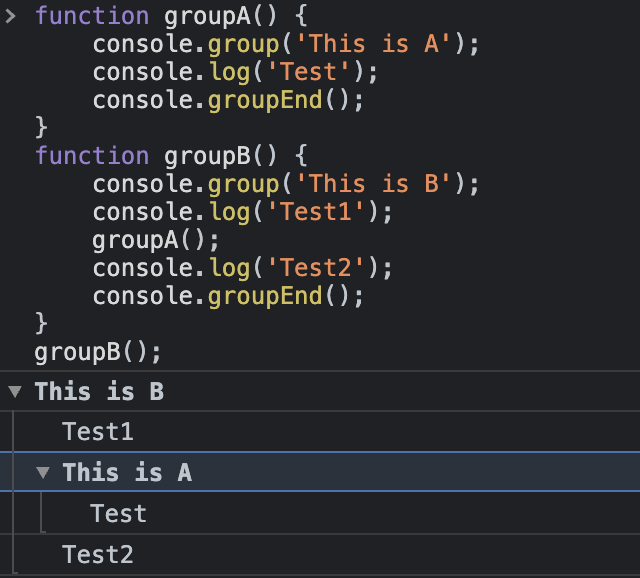 function groupA() {
    console.group('This is A');
    console.log('Test');
    console.groupEnd();
}
function groupB() {
    console.group('This is B');
    console.log('Test1');
    groupA();
    console.log('Test2');
    console.groupEnd();
}
groupB();
This is B
Test1
This is A
Test
Test2